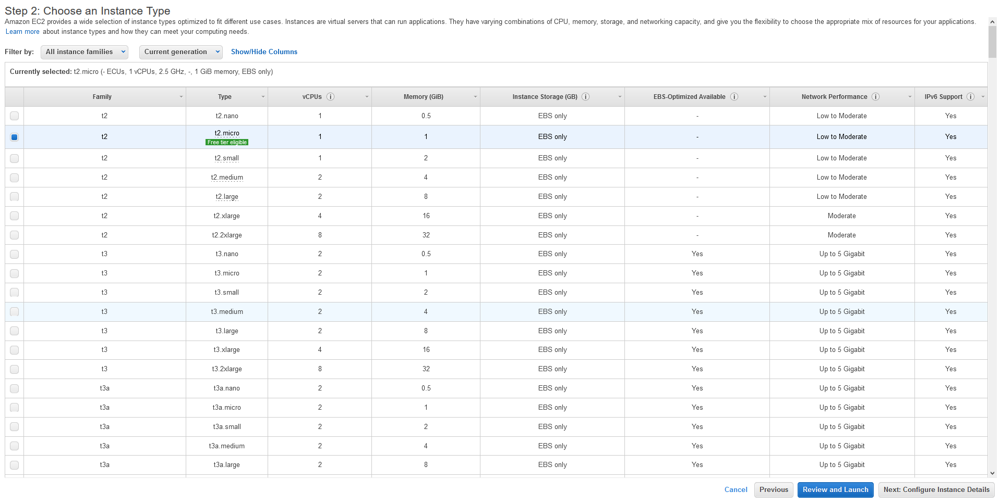 Step 2: Choose an Instance Type
Amazon EC2 provides a wide selection of instance types optimized to fit different use cases. Instances are virtual servers that can run applications. They have varying combinations of CPU, memory, storage, and networking capacity, and give you the flexibility to choose the appropriate mix of resources for your applications.
Learn more about instance types and how they can meet your computing needs.
Filter by: All instance families Current generation Show/Hide Columns
Currently selected: t2.micro (- ECUs, 1 vCPUs, 2.5 GHz, -, 1 GiB memory, EBS only)
Family Type vCPUs i Memory (GiB) Instance Storage (GB) i EBS-Optimized Available i Network Performance i IPv6 Support i
t2 t2.nano 1 0.5 EBS only - Low to Moderate Yes
t2 t2.micro 1 1 EBS only - Low to Moderate Yes
Free tier eligible
t2 t2.small 1 2 EBS only - Low to Moderate Yes
t2 t2.medium 2 4 EBS only - Low to Moderate Yes
t2 t2.large 2 8 EBS only - Low to Moderate Yes
t2 t2.xlarge 4 16 EBS only - Moderate Yes
t2 t2.2xlarge 8 32 EBS only - Moderate Yes
t3 t3.nano 2 0.5 EBS only Yes Up to 5 Gigabit Yes
t3 t3.micro 2 1 EBS only Yes Up to 5 Gigabit Yes
t3 t3.small 2 2 EBS only Yes Up to 5 Gigabit Yes
t3 t3.medium 2 4 EBS only Yes Up to 5 Gigabit Yes
t3 t3.large 2 8 EBS only Yes Up to 5 Gigabit Yes
t3 t3.xlarge 4 16 EBS only Yes Up to 5 Gigabit Yes
t3 t3.2xlarge 8 32 EBS only Yes Up to 5 Gigabit Yes
t3a t3a.nano 2 0.5 EBS only Yes Up to 5 Gigabit Yes
t3a t3a.micro 2 1 EBS only Yes Up to 5 Gigabit Yes
t3a t3a.small 2 2 EBS only Yes Up to 5 Gigabit Yes
t3a t3a.medium 2 4 EBS only Yes Up to 5 Gigabit Yes
t3a t3a.large 2 8 EBS only Yes Up to 5 Gigabit Yes
Cancel Previous Review and Launch Next: Configure Instance Details